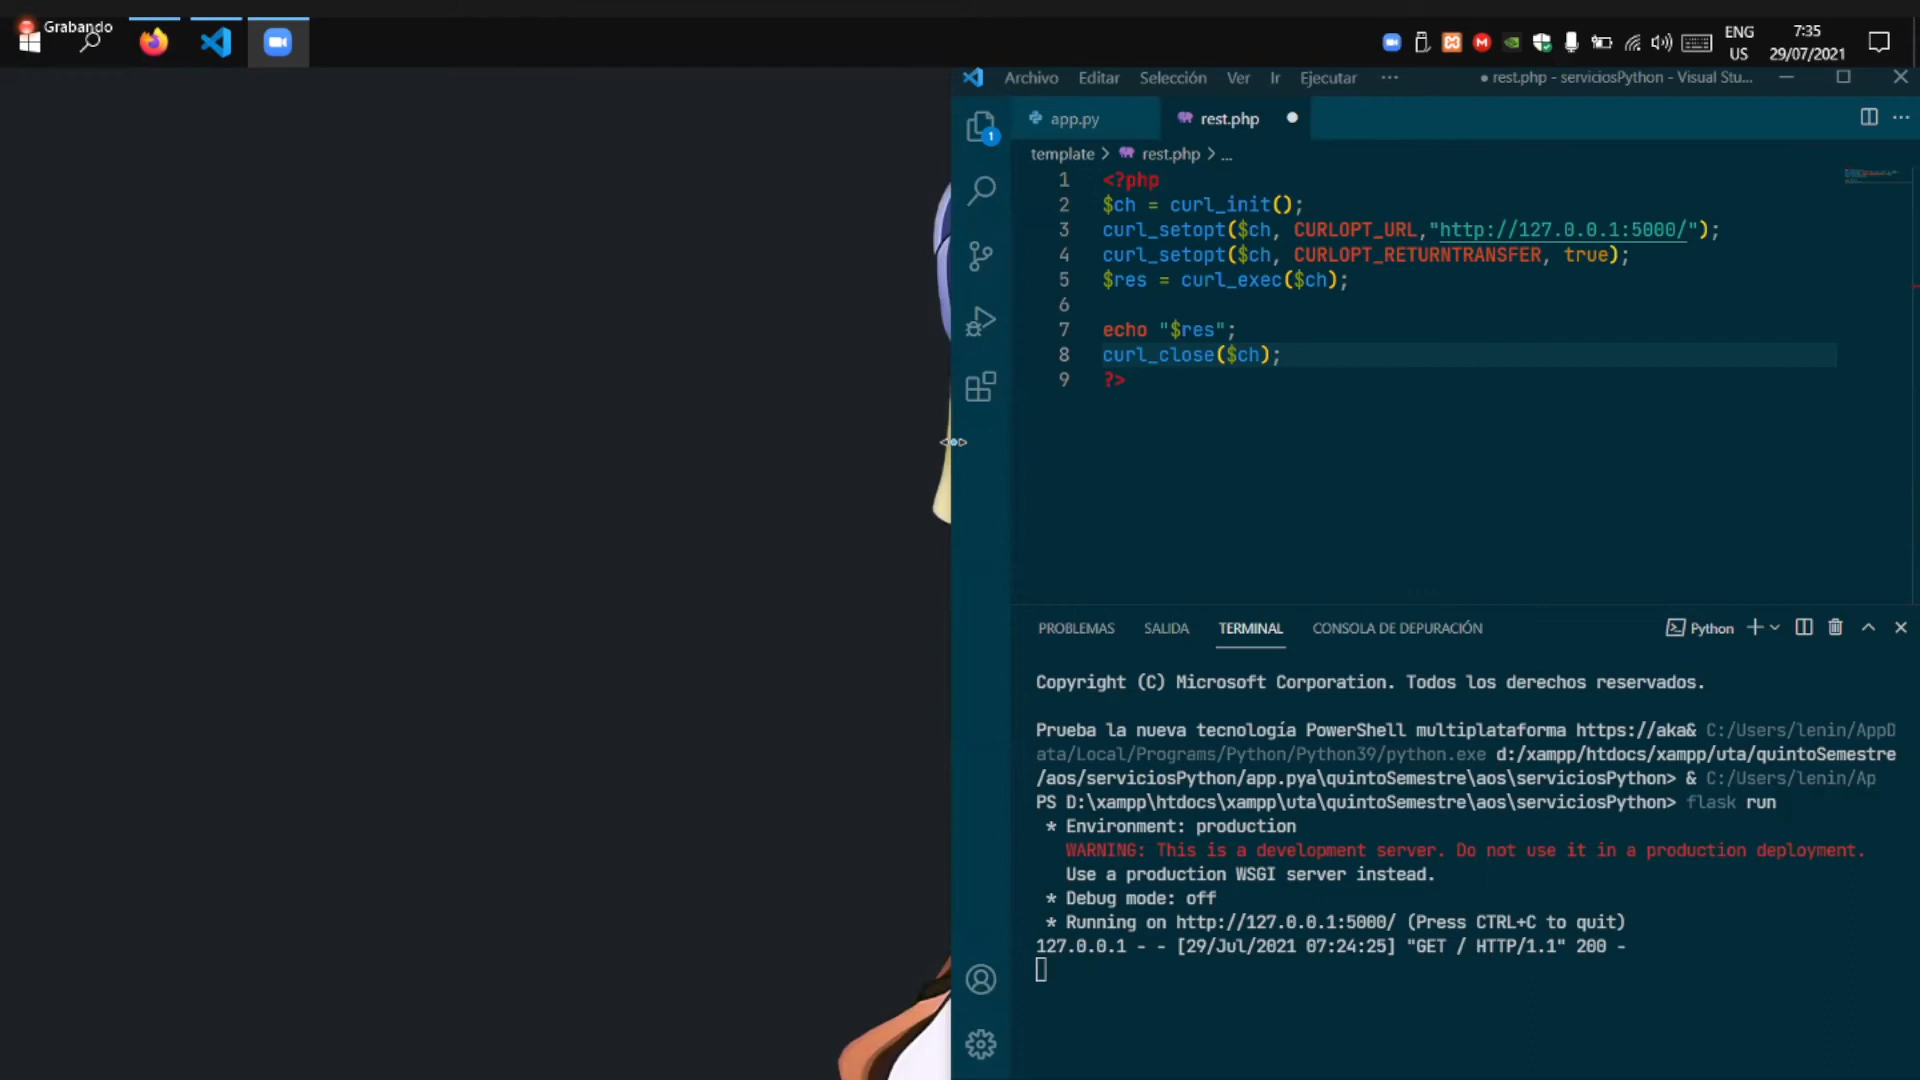 Grabando
ENG
US
7:35
29/07/2021
Archivo Editar Selección Ver Ir Ejecutar ··· ● rest.php - serviciosPython - Visual Stu...
app.py rest.php
1
template > rest.php > ...
1 <?php
2 $ch = curl_init();
3 curl_setopt($ch, CURLOPT_URL,"http://127.0.0.1:5000/");
4 curl_setopt($ch, CURLOPT_RETURNTRANSFER, true);
5 $res = curl_exec($ch);
6
7 echo "$res";
8 curl_close($ch);
9 ?>
PROBLEMAS SALIDA TERMINAL CONSOLA DE DEPURACIÓN Python
Copyright (C) Microsoft Corporation. Todos los derechos reservados.
Prueba la nueva tecnología PowerShell multiplataforma https://aka& C:/Users/lenin/AppD
ata/Local/Programs/Python/Python39/python.exe d:/xampp/htdocs/xampp/uta/quintoSemestre
/aos/serviciosPython/app.pya\quintoSemestre\aos\serviciosPython> & C:/Users/lenin/Ap
PS D:\xampp\htdocs\xampp\uta\quintoSemestre\aos\serviciosPython> flask run
* Environment: production
WARNING: This is a development server. Do not use it in a production deployment.
Use a production WSGI server instead.
* Debug mode: off
* Running on http://127.0.0.1:5000/ (Press CTRL+C to quit)
127.0.0.1 - - [29/Jul/2021 07:24:25] "GET / HTTP/1.1" 200 -